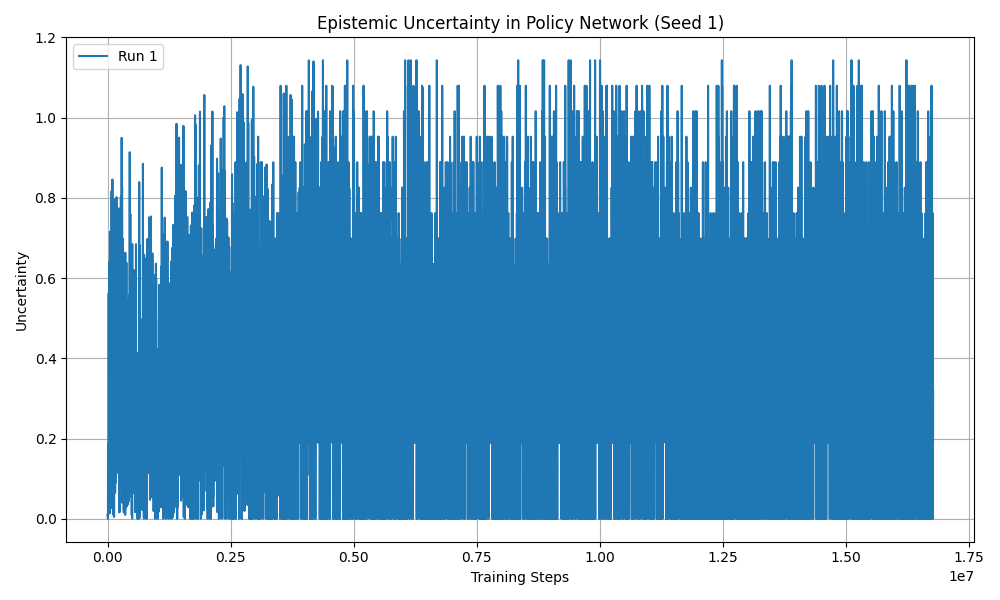 Epistemic Uncertainty in Policy Network (Seed 1)
Run 1
Uncertainty
1.2
1.0
0.8
0.6
0.4
0.2
0.0
0.00 0.25 0.50 0.75 1.00 1.25 1.50 1.75
1e7
Training Steps